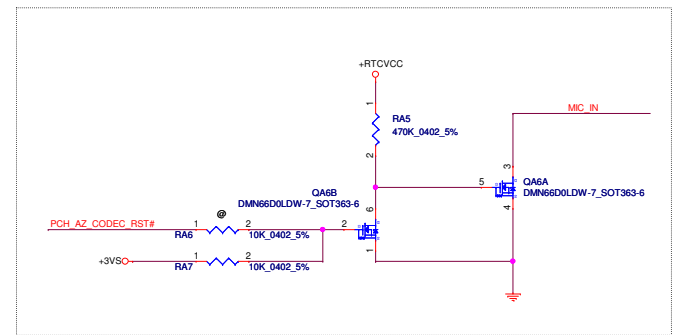 +RTCVCC
1
RA5
470K_0402_5%
2
MIC_IN
3
5
QA6A
DMN66D0LDW-7_SOT363-6
4
QA6B
DMN66D0LDW-7_SOT363-6
6
@
PCH_AZ_CODEC_RST#
1
2
2
RA6
10K_0402_5%
1
+3VS
1
2
RA7
10K_0402_5%